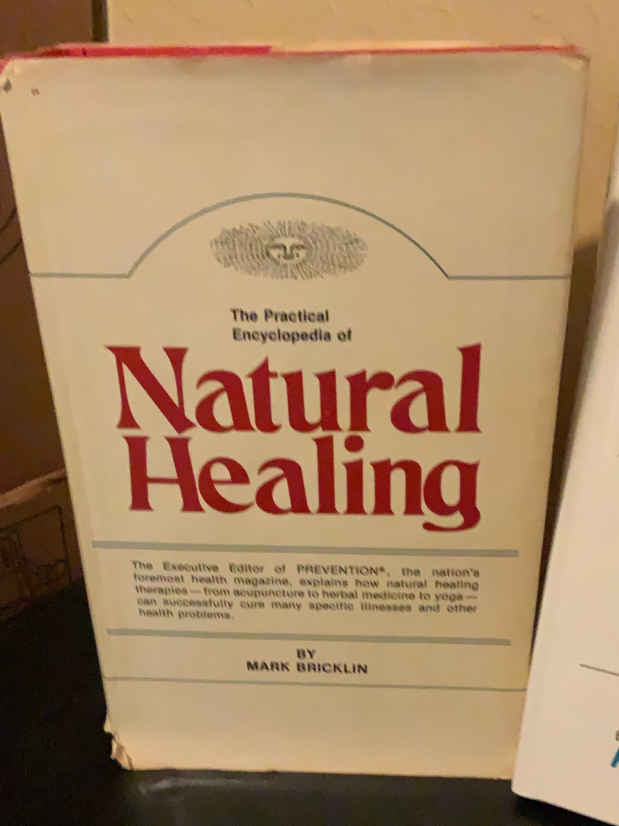 The Practical
Encyclopedia of
Natural
Healing
The Executive Editor of PREVENTION®, the nation's
foremost health magazine, explains how natural healing
therapies—from acupuncture to herbal medicine to yoga—
can successfully cure many specific illnesses and other
health problems.
BY
MARK BRICKLIN